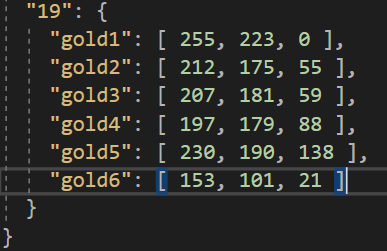 "19": {
"gold1": [ 255, 223, 0 ],
"gold2": [ 212, 175, 55 ],
"gold3": [ 207, 181, 59 ],
"gold4": [ 197, 179, 88 ],
"gold5": [ 230, 190, 138 ],
"gold6": [ 153, 101, 21 ]
}
}